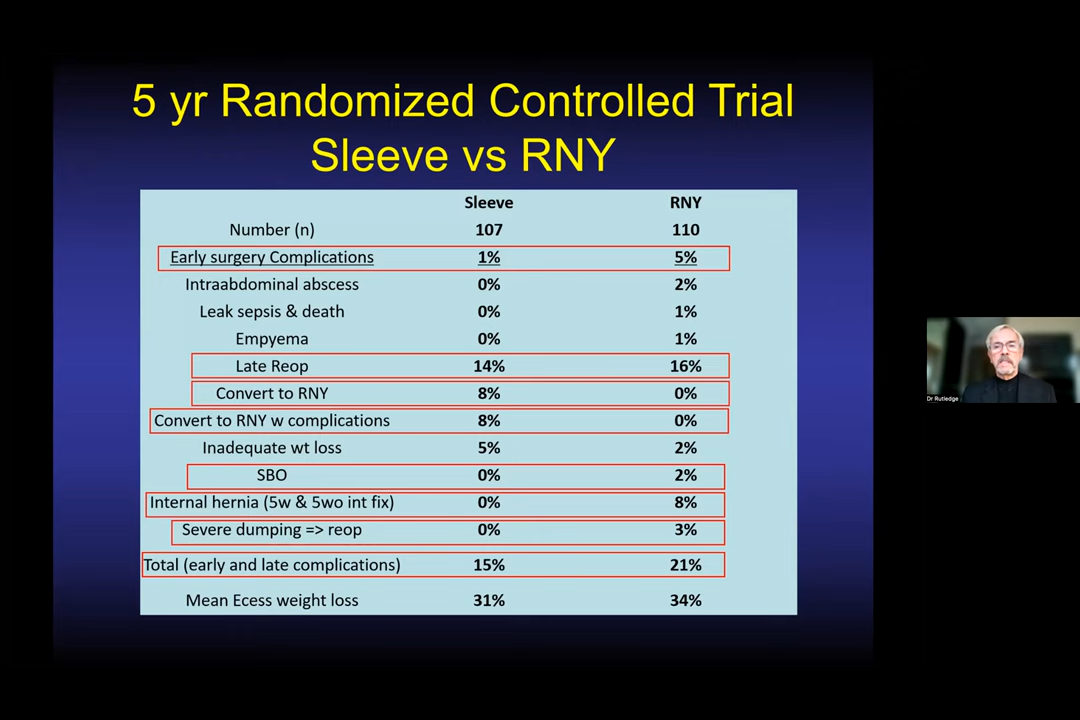 5 yr Randomized Controlled Trial
Sleeve vs RNY
Sleeve RNY
Number (n) 107 110
Early surgery Complications 1% 5%
Intraabdominal abscess 0% 2%
Leak sepsis & death 0% 1%
Empyema 0% 1%
Late Reop 14% 16%
Convert to RNY 8% 0%
Convert to RNY w complications 8% 0%
Inadequate wt loss 5% 2%
SBO 0% 2%
Internal hernia (5w & 5wo int fix) 0% 8%
Severe dumping => reop 0% 3%
Total (early and late complications) 15% 21%
Mean Ecess weight loss 31% 34%
Dr Rutledge